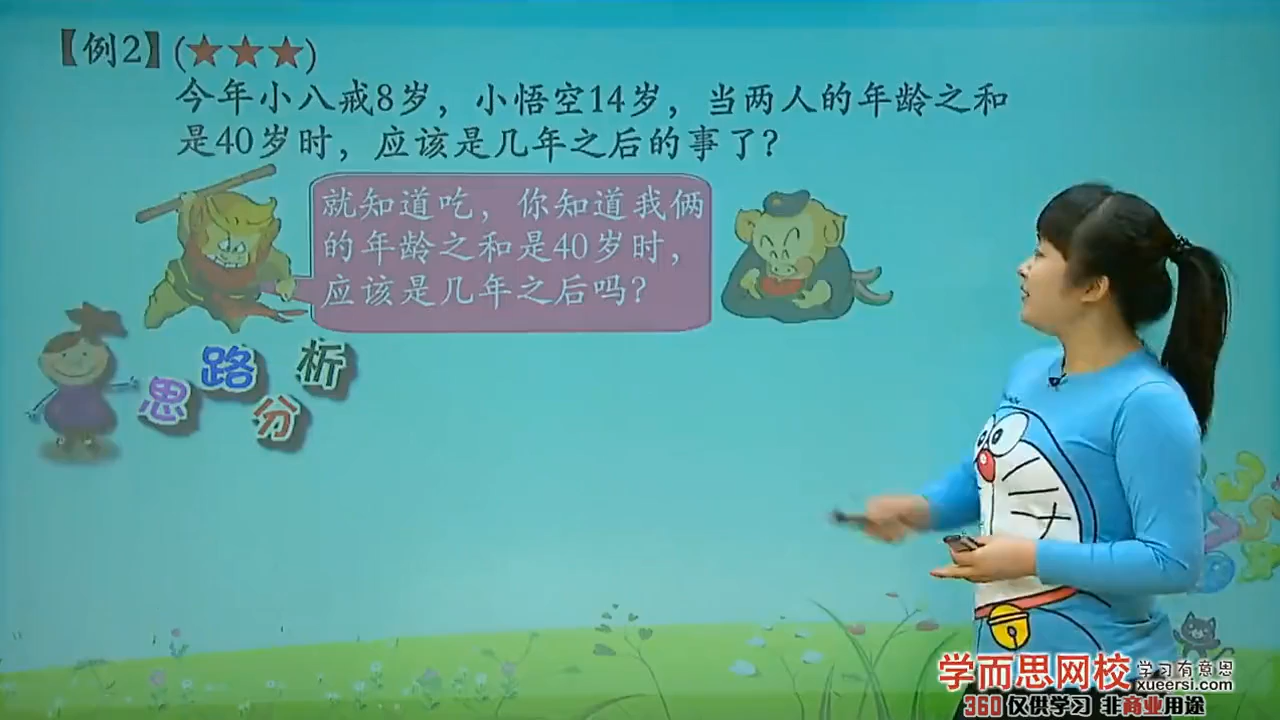 【例2】(★★★)
今年小八戒8岁，小悟空14岁，当两人的年龄之和
是40岁时，应该是几年之后的事了？
就知道吃，你知道我俩
的年龄之和是40岁时，
应该是几年之后吗？
思路分析
学而思网校
学习有意思
xueersi.com
360仅供学习 非商业用途